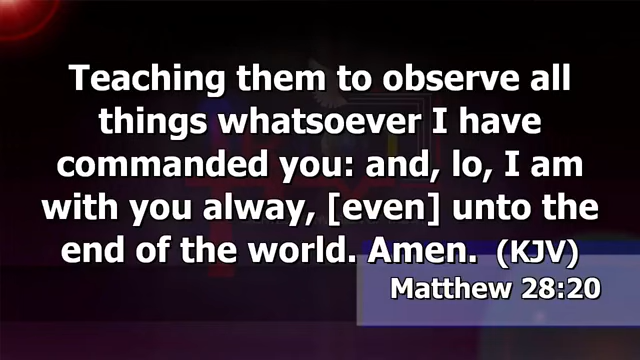 Teaching them to observe all
things whatsoever I have
commanded you: and, lo, I am
with you alway, [even] unto the
end of the world. Amen. (KJV)
Matthew 28:20